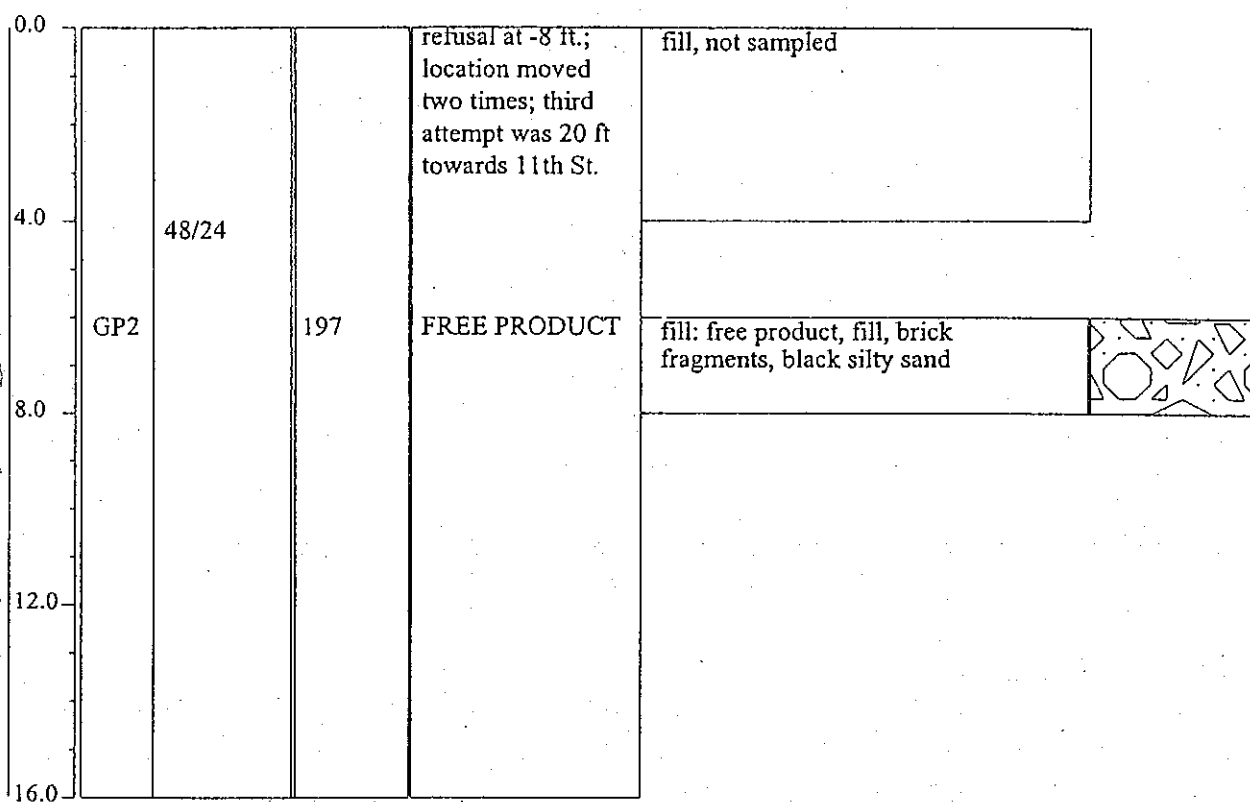 0.0
refusal at -8 ft.;
location moved
two times; third
attempt was 20 ft
towards 11th St.
fill, not sampled
4.0
48/24
GP2
197
FREE PRODUCT
fill: free product, fill, brick
fragments, black silty sand
8.0
12.0
16.0